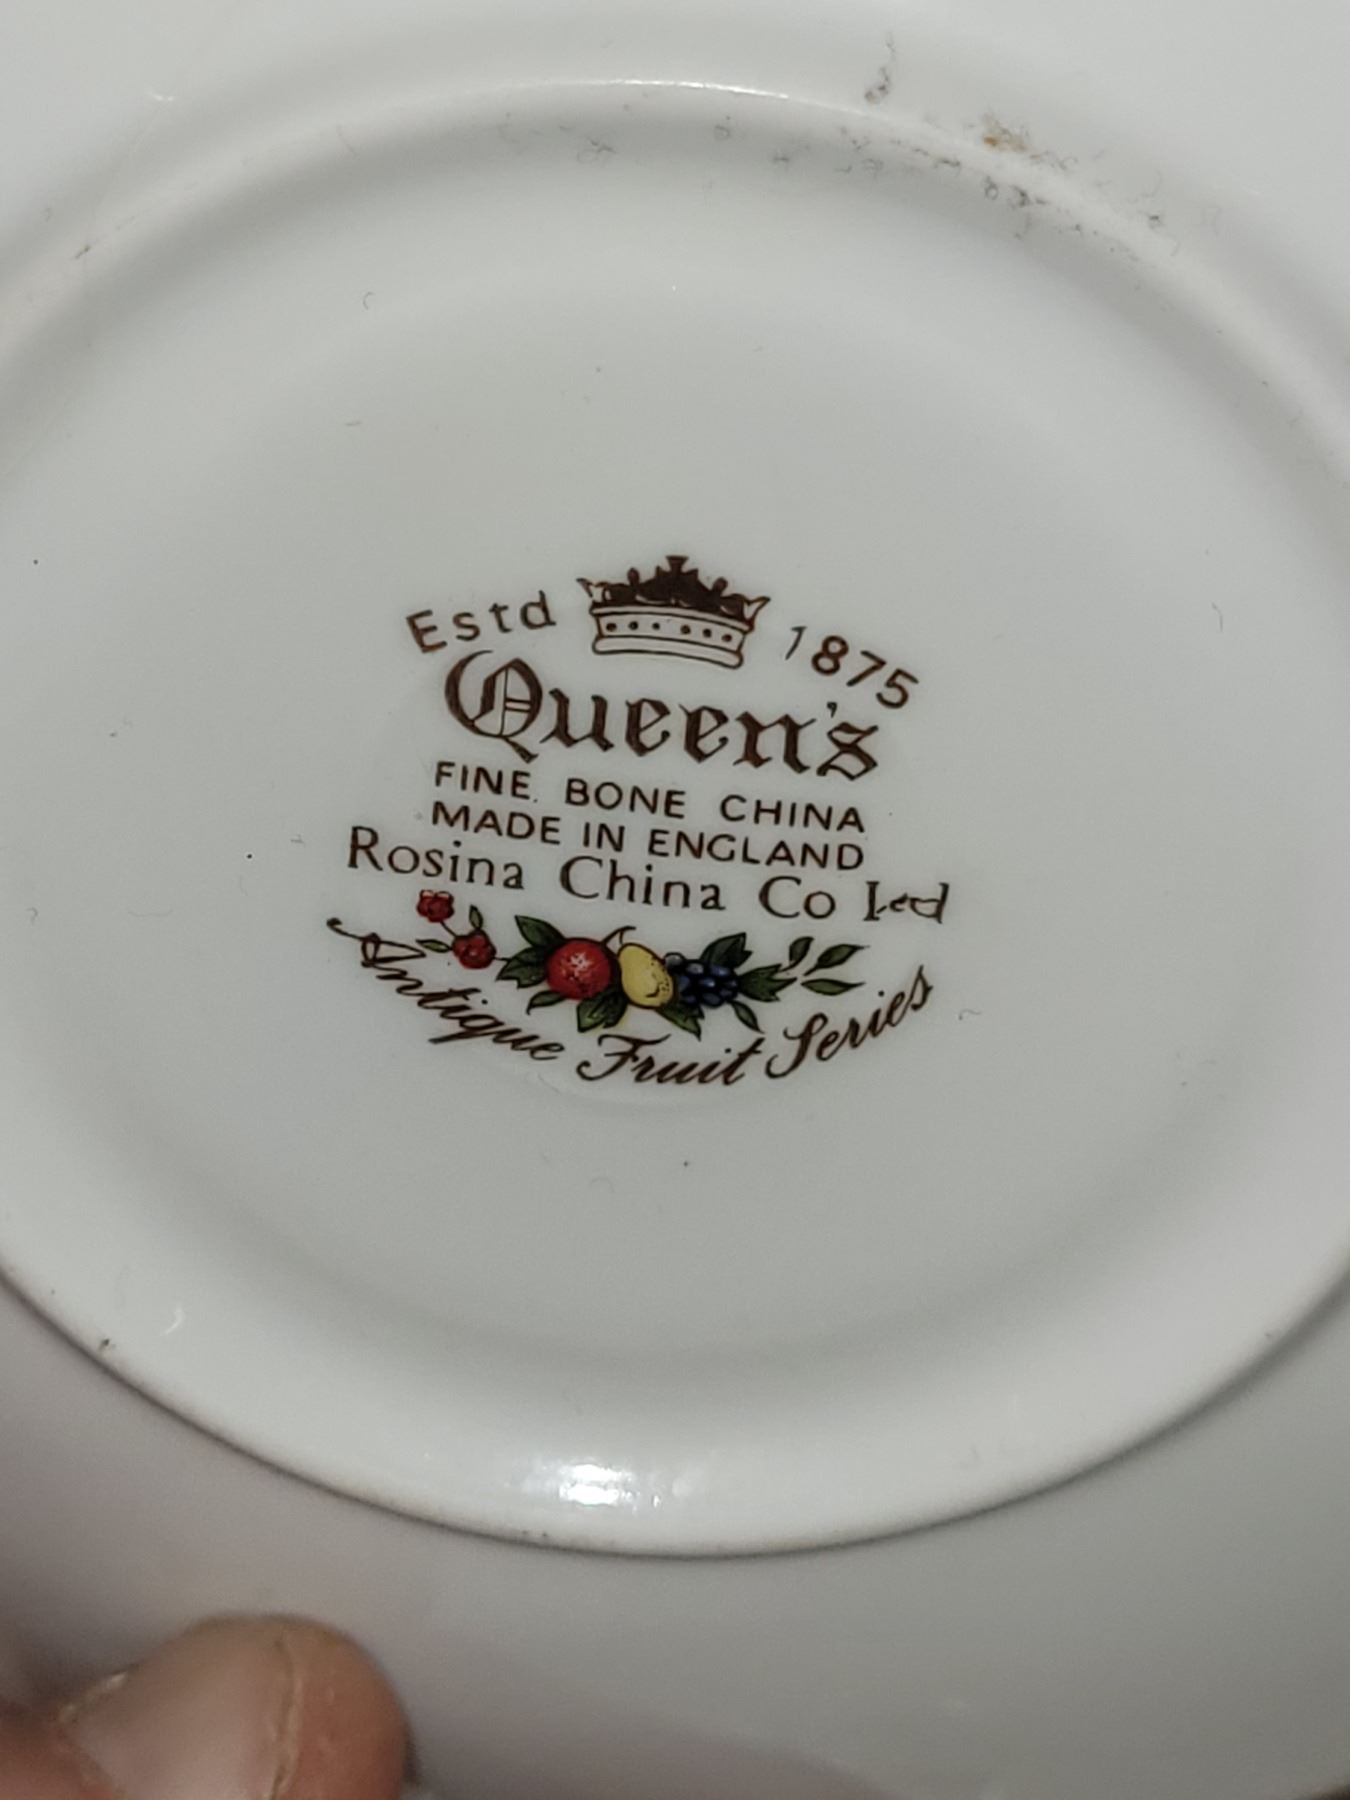 Estd 1875
Queen's
FINE BONE CHINA
MADE IN ENGLAND
Rosina China Co Ltd
Antique Fruit Series